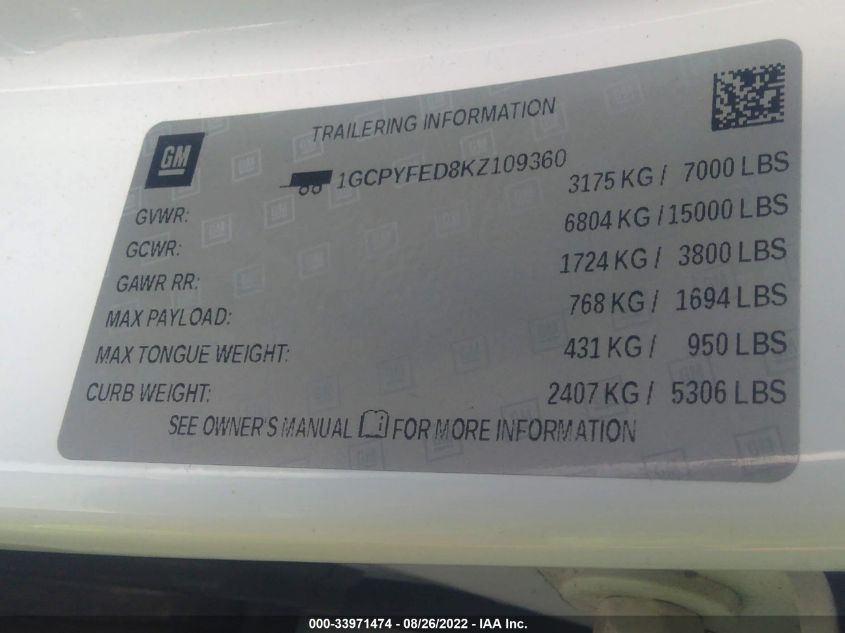 GM
TRAILERING INFORMATION
1GCPYFED8KZ109360
GVWR: 3175 KG / 7000 LBS
GCWR: 6804 KG / 15000 LBS
GAWR RR: 1724 KG / 3800 LBS
MAX PAYLOAD: 768 KG / 1694 LBS
MAX TONGUE WEIGHT: 431 KG / 950 LBS
CURB WEIGHT: 2407 KG / 5306 LBS
SEE OWNER'S MANUAL i FOR MORE INFORMATION
000-33971474 - 08/26/2022 - IAA Inc.